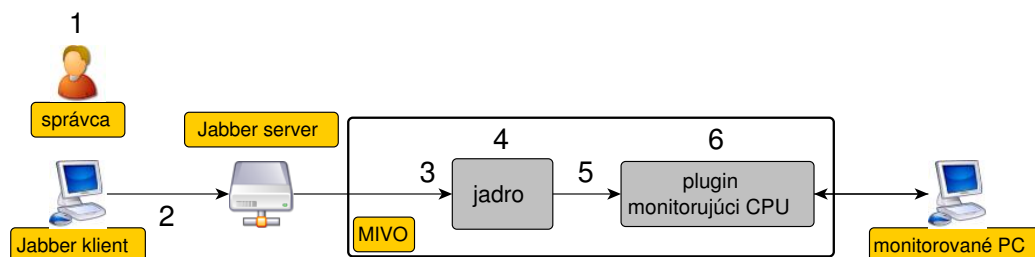 1
správca
Jabber server
4
6
3
jadro
5
plugin
monitorujúci CPU
2
Jabber klient
MIVO
monitorované PC